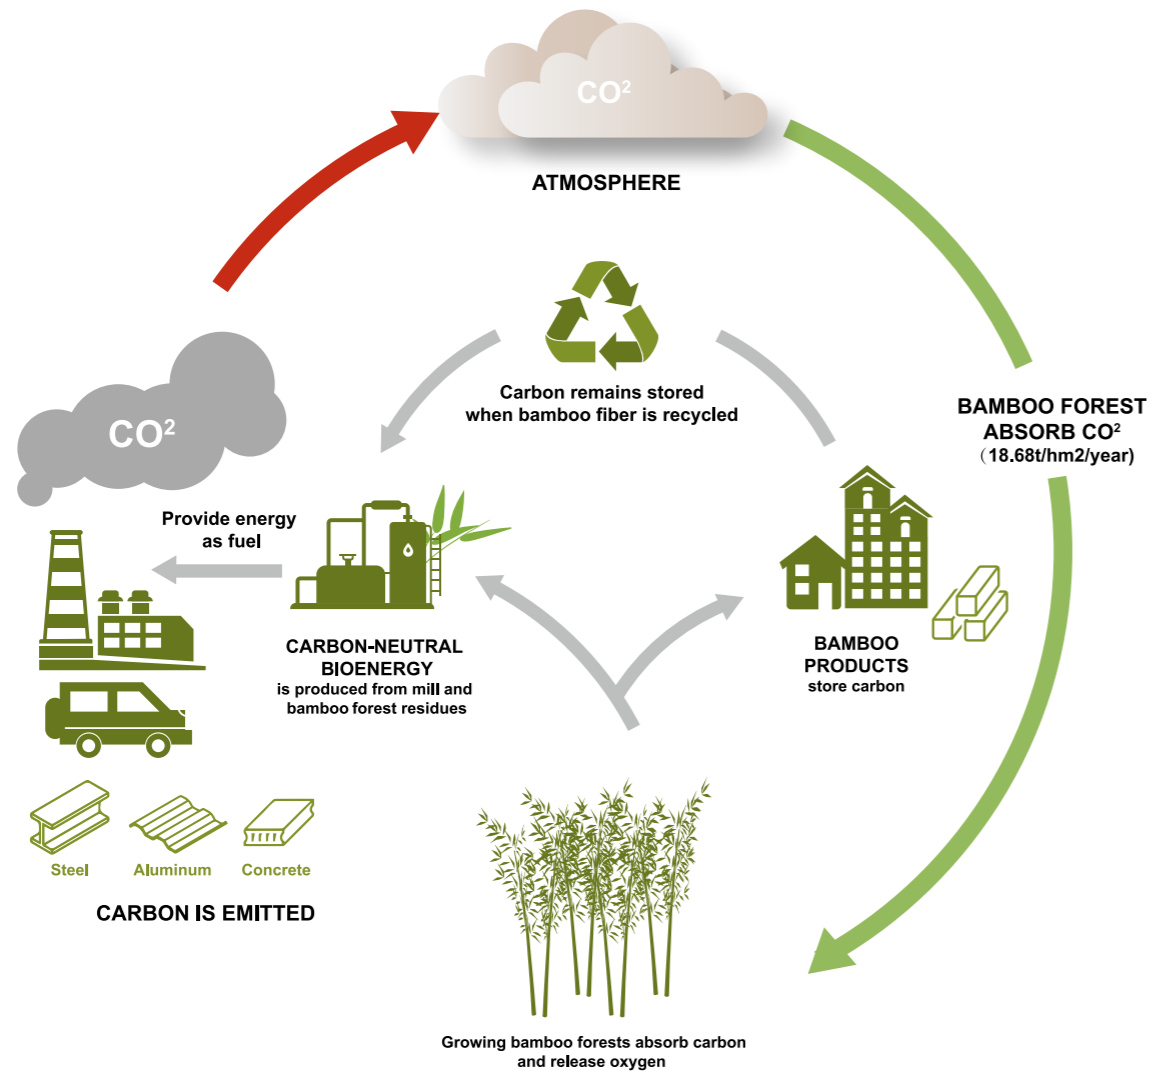 CO²
ATMOSPHERE
Carbon remains stored
when bamboo fiber is recycled
BAMBOO FOREST
ABSORB CO²
（18.68t/hm2/year)
CO²
Provide energy
as fuel
CARBON-NEUTRAL
BIOENERGY
is produced from mill and
bamboo forest residues
BAMBOO
PRODUCTS
store carbon
Steel
Aluminum
Concrete
CARBON IS EMITTED
Growing bamboo forests absorb carbon
and release oxygen